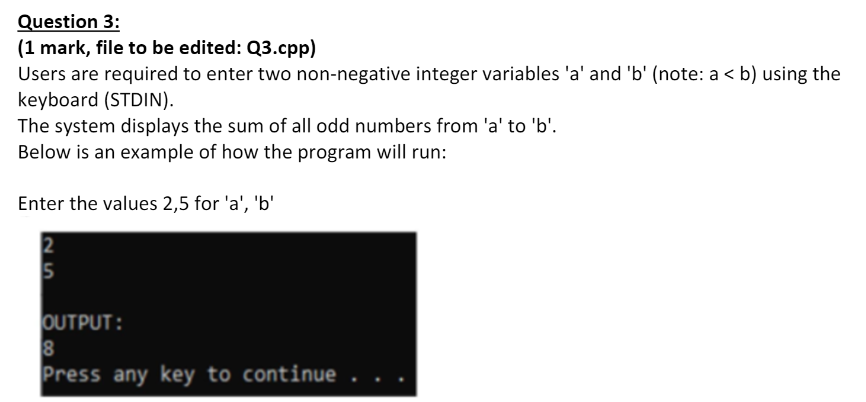 Question 3:
(1 mark, file to be edited: Q3.cpp)
Users are required to enter two non-negative integer variables 'a' and 'b' (note: a < b) using the
keyboard (STDIN).
The system displays the sum of all odd numbers from 'a' to 'b'.
Below is an example of how the program will run:
Enter the values 2,5 for 'a', 'b'
2
5
OUTPUT:
8
Press any key to continue . . .